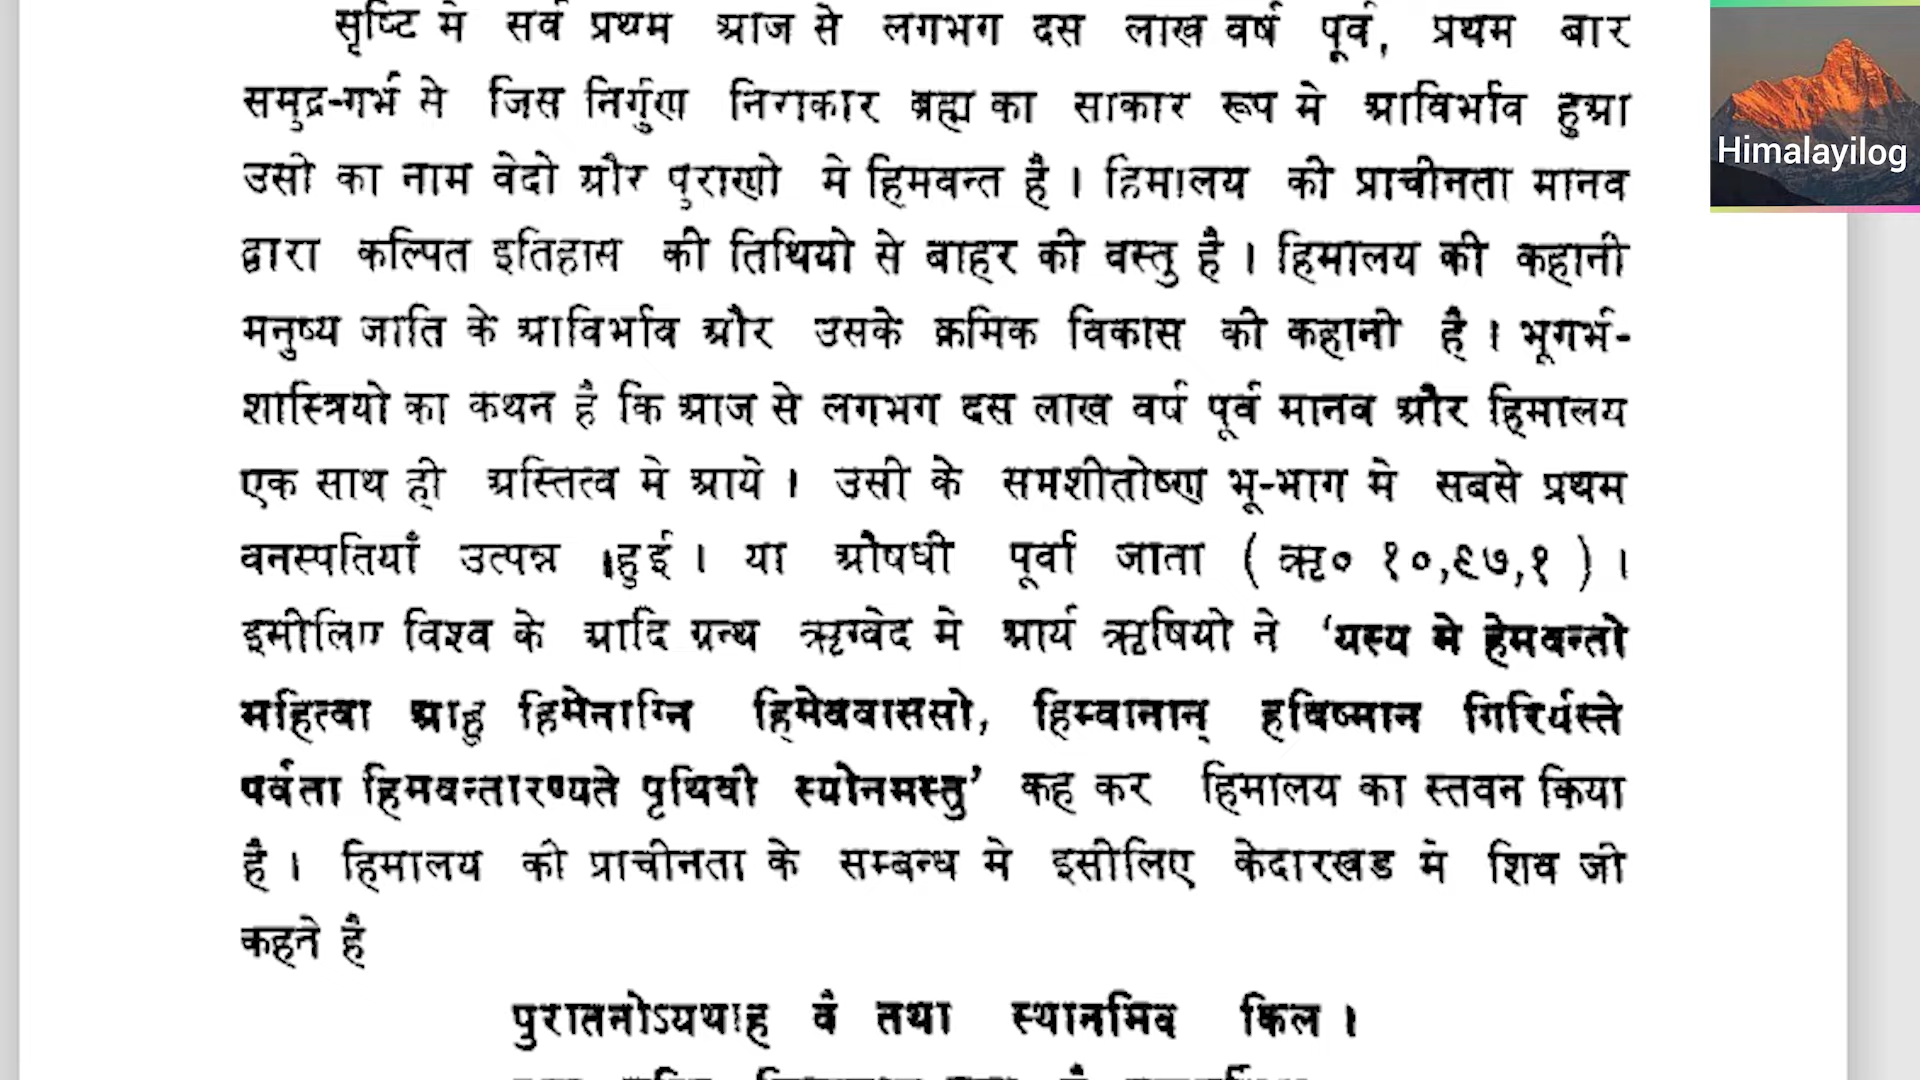 सृष्टि मे सर्व प्रथम आज से लगभग दस लाख वर्ष पूर्व, प्रथम बार
समुद्र-गर्भ मे जिस निर्गुण निराकार ब्रह्म का साकार रूप मे आविर्भाव हुआ
उसी का नाम वेदो और पुराणो मे हिमवन्त है । हिमालय की प्राचीनता मानव
द्वारा कल्पित इतिहास की तिथियो से बाहर की वस्तु है । हिमालय की कहानी
मनुष्य जाति के आविर्भाव और उसके क्रमिक विकास की कहानी है । भूगर्भ-
शास्त्रियो का कथन है कि आज से लगभग दस लाख वर्ष पूर्व मानव और हिमालय
एक साथ ही अस्तित्व मे आये । उसी के समशीतोष्ण भू-भाग मे सबसे प्रथम
वनस्पतियाँ उत्पन्न हुई । या औषधी पूर्वा जाता ( ऋ० १०,९७,१ ) ।
इसीलिए विश्व के आदि ग्रन्थ ऋग्वेद मे आर्य ऋषियो ने ‘यस्य मे हेमवन्तो
महित्वा आहु हिमेनाग्नि हिमेववाससो, हिम्वानान् हविष्मान गिरिर्यस्ते
पर्वता हिमवन्तारण्यते पृथिवी स्योनमस्तु’ कह कर हिमालय का स्तवन किया
है । हिमालय की प्राचीनता के सम्बन्ध मे इसीलिए केदारखड मे शिव जी
कहते है
पुरातनोऽयथाह वै तथा स्थानमिव किल ।
Himalayilog